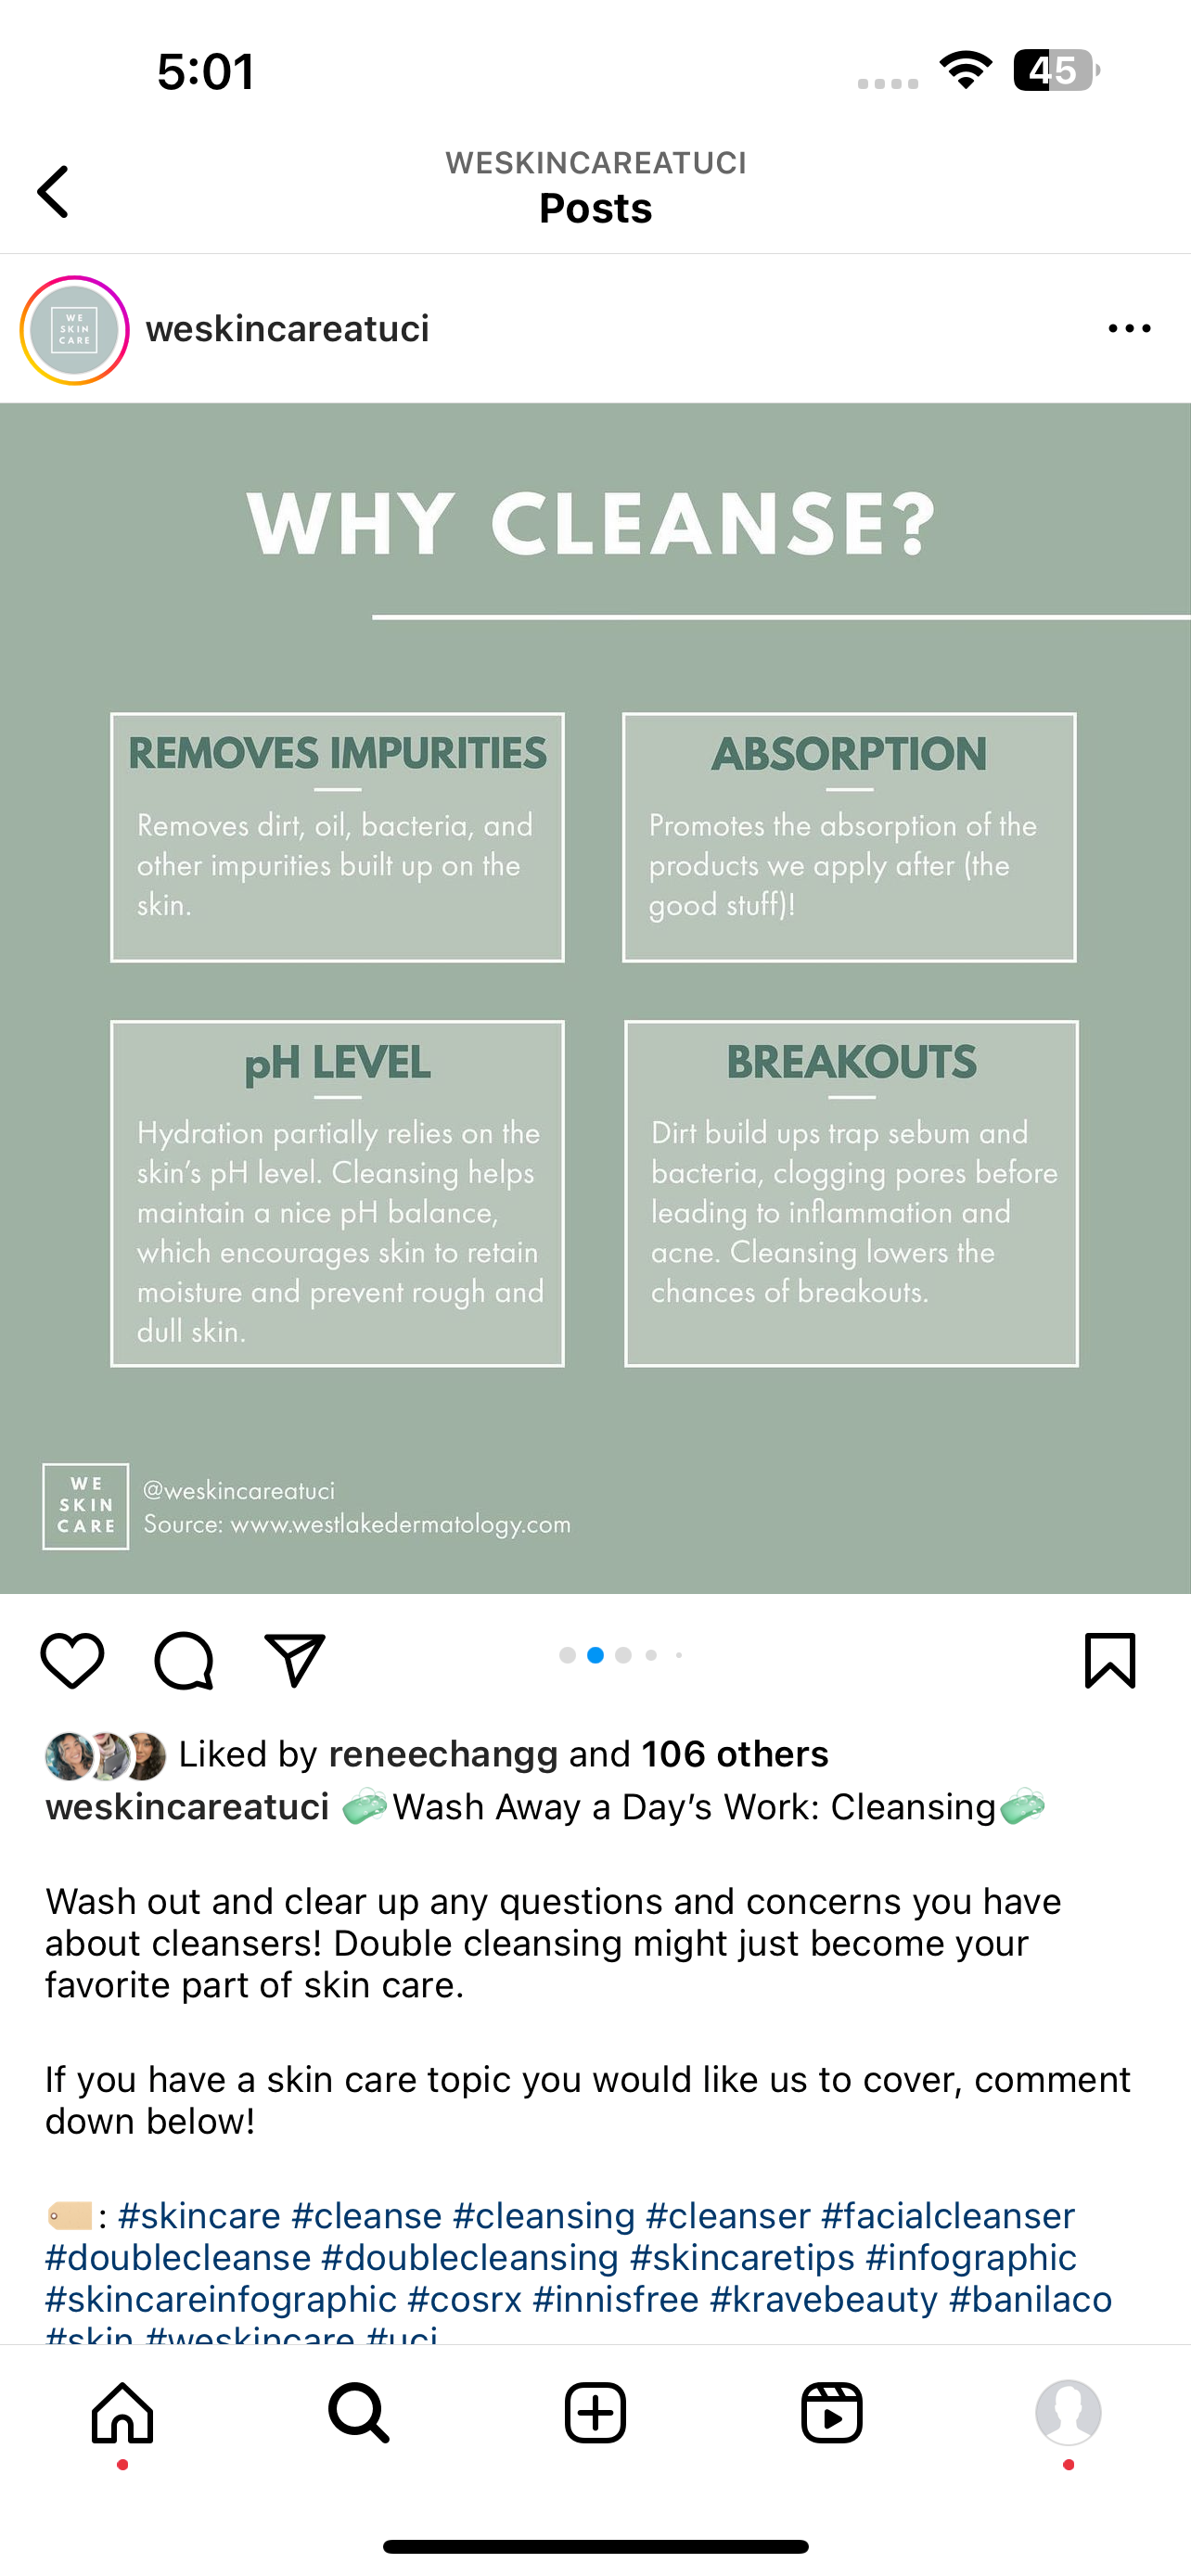 5:01
45
WESKINCAREATUCI
Posts
WE
SKIN
CARE
weskincareatuci
WHY CLEANSE?
REMOVES IMPURITIES
Removes dirt, oil, bacteria, and
other impurities built up on the
skin.
ABSORPTION
Promotes the absorption of the
products we apply after (the
good stuff)!
pH LEVEL
Hydration partially relies on the
skin's pH level. Cleansing helps
maintain a nice pH balance,
which encourages skin to retain
moisture and prevent rough and
dull skin.
BREAKOUTS
Dirt build ups trap sebum and
bacteria, clogging pores before
leading to inflammation and
acne. Cleansing lowers the
chances of breakouts.
WE
SKIN
CARE
@weskincareatuci
Source: www.westlakedermatology.com
Liked by reneechangg and 106 others
weskincareatuci 🧼Wash Away a Day's Work: Cleansing🧼
Wash out and clear up any questions and concerns you have
about cleansers! Double cleansing might just become your
favorite part of skin care.
If you have a skin care topic you would like us to cover, comment
down below!
🏷️: #skincare #cleanse #cleansing #cleanser #facialcleanser
#doublecleanse #doublecleansing #skincaretips #infographic
#skincareinfographic #cosrx #innisfree #kravebeauty #banilaco
#skin #weskincare #uci